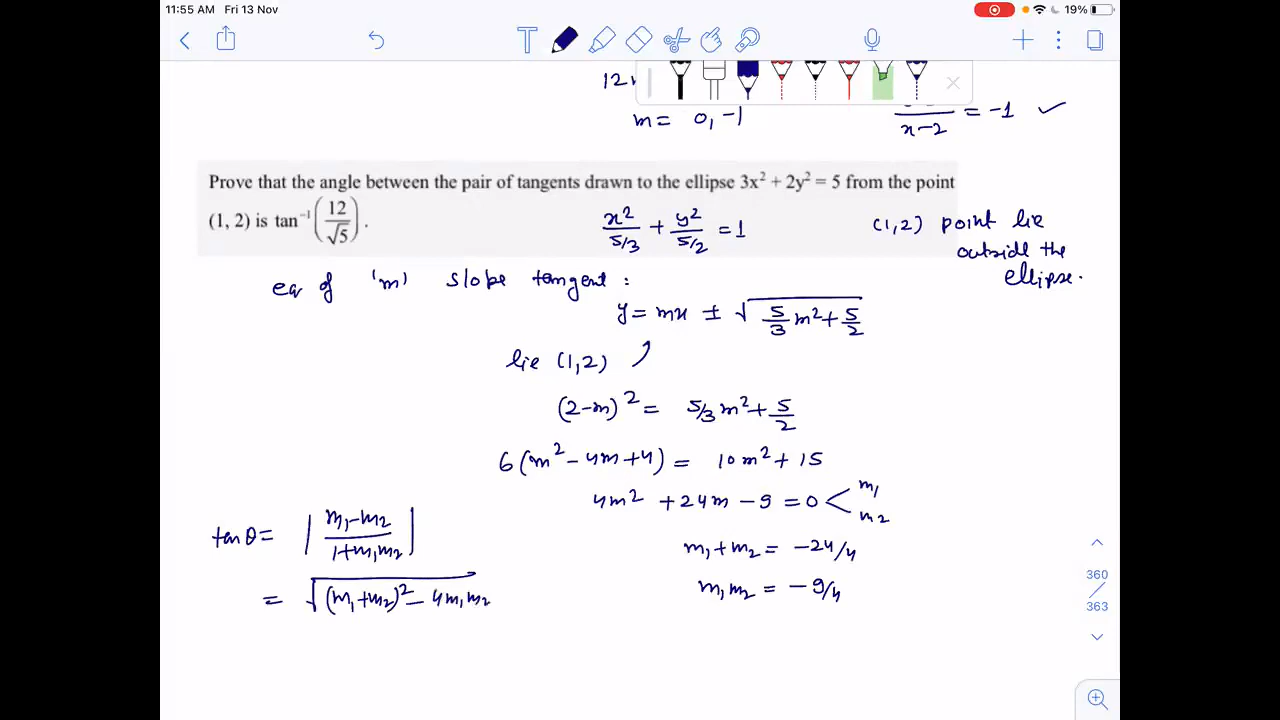 11:55 AM Fri 13 Nov
19%
T
12
m = 0, -1
x-2 = -1 ✓
Prove that the angle between the pair of tangents drawn to the ellipse 3x² + 2y² = 5 from the point
(1, 2) is tan⁻¹(12/√5).
x²/5/3 + y²/5/2 = 1
(1,2) point lie
outside the
ellipse.
eq of 'm' slope tangent :
y = mx ± √(5/3 m² + 5/2)
lie (1,2)
(2-m)² = 5/3 m² + 5/2
6(m² - 4m + 4) = 10m² + 15
4m² + 24m - 9 = 0 < m₁ m₂
tanθ = |m₁-m₂ / 1+m₁m₂|
m₁ + m₂ = -24/4
= √(m₁+m₂)² - 4m₁m₂
m₁m₂ = -9/4
360
363